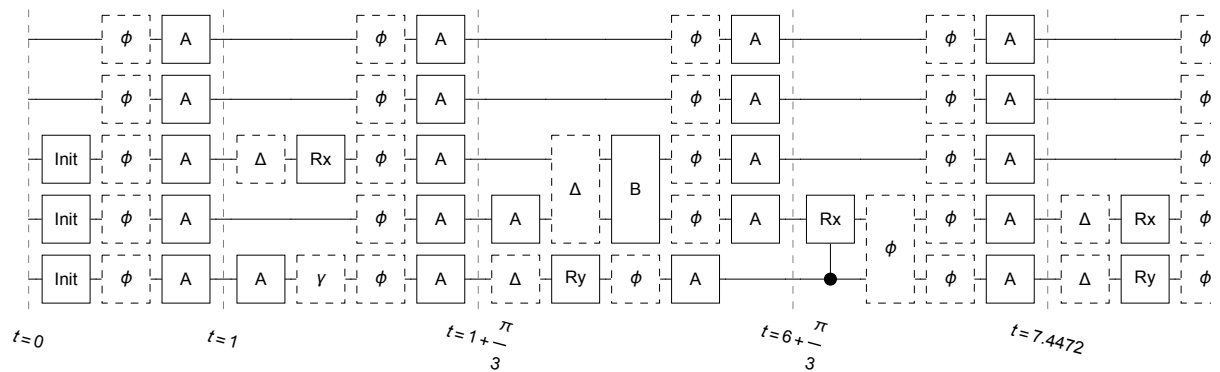 ϕ A ϕ A ϕ A ϕ A ϕ
ϕ A ϕ A ϕ A ϕ A ϕ
Init ϕ A Δ Rx ϕ A ϕ A ϕ A ϕ
Δ B
Init ϕ A ϕ A A ϕ A Rx ϕ A Δ Rx ϕ
ϕ
Init ϕ A A γ ϕ A Δ Ry ϕ A ϕ A Δ Ry ϕ
t=0
t=1
t=1+π/3
t=6+π/3
t=7.4472